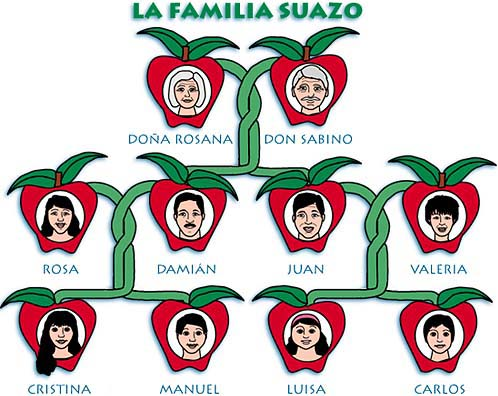 LA FAMILIA SUAZO
DOÑA ROSANA DON SABINO
ROSA DAMIÁN JUAN VALERIA
CRISTINA MANUEL LUISA CARLOS